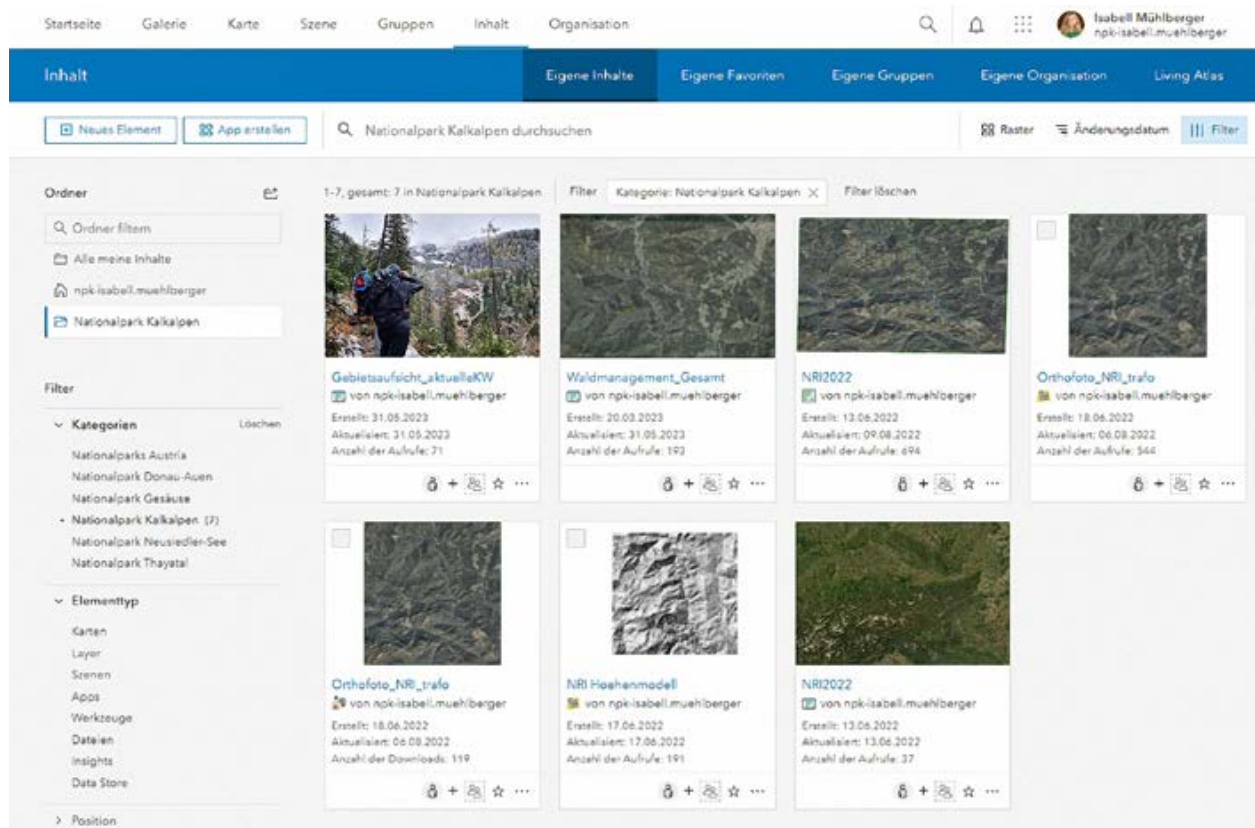 Startseite Galerie Karte Szene Gruppen Inhalt Organisation
Isabell Mühlberger
npk-isabell.muehlberger
Inhalt Eigene Inhalte Eigene Favoriten Eigene Gruppen Eigene Organisation Living Atlas
Neues Element App erstellen Nationalpark Kalkalpen durchsuchen Raster Änderungsdatum Filter
Ordner
Ordner filtern
Alle meine Inhalte
npk-isabell.muehlberger
Nationalpark Kalkalpen
Filter
Kategorien Löschen
Nationalparks Austria
Nationalpark Donau-Auen
Nationalpark Gesäuse
Nationalpark Kalkalpen (7)
Nationalpark Neusiedler-See
Nationalpark Thayatal
Elementtyp
Karten
Layer
Szenen
Apps
Werkzeuge
Dateien
Insights
Data Store
Position
1-7, gesamt: 7 in Nationalpark Kalkalpen Filter Kategorie: Nationalpark Kalkalpen Filter löschen
Gebietsaufsicht_aktuelleKW
von npk-isabell.muehlberger
Erstellt: 31.05.2023
Aktualisiert: 31.05.2023
Anzahl der Aufrufe: 71
Waldmanagement_Gesamt
von npk-isabell.muehlberger
Erstellt: 20.03.2023
Aktualisiert: 31.05.2023
Anzahl der Aufrufe: 193
NRI2022
von npk-isabell.muehlberger
Erstellt: 13.06.2022
Aktualisiert: 09.08.2022
Anzahl der Aufrufe: 694
Orthofoto_NRI_trafo
von npk-isabell.muehlberger
Erstellt: 18.06.2022
Aktualisiert: 06.08.2022
Anzahl der Aufrufe: 544
Orthofoto_NRI_trafo
von npk-isabell.muehlberger
Erstellt: 18.06.2022
Aktualisiert: 06.08.2022
Anzahl der Downloads: 119
NRI Hoehenmodell
von npk-isabell.muehlberger
Erstellt: 17.06.2022
Aktualisiert: 17.06.2022
Anzahl der Aufrufe: 191
NRI2022
von npk-isabell.muehlberger
Erstellt: 13.06.2022
Aktualisiert: 13.06.2022
Anzahl der Aufrufe: 37